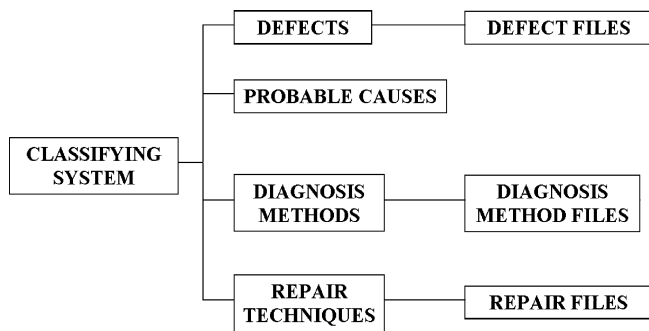 DEFECTS
DEFECT FILES
PROBABLE CAUSES
CLASSIFYING
SYSTEM
DIAGNOSIS
METHODS
DIAGNOSIS
METHOD FILES
REPAIR
TECHNIQUES
REPAIR FILES